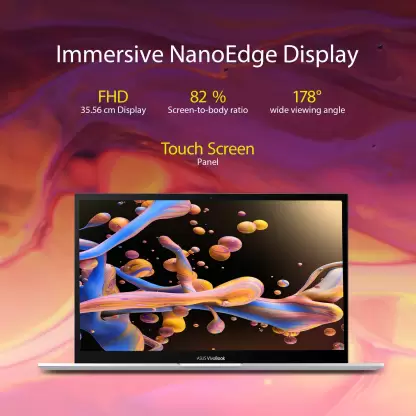 Immersive NanoEdge Display
FHD 82 % 178°
35.56 cm Display Screen-to-body ratio wide viewing angle
Touch Screen
Panel
ASUS VivoBook